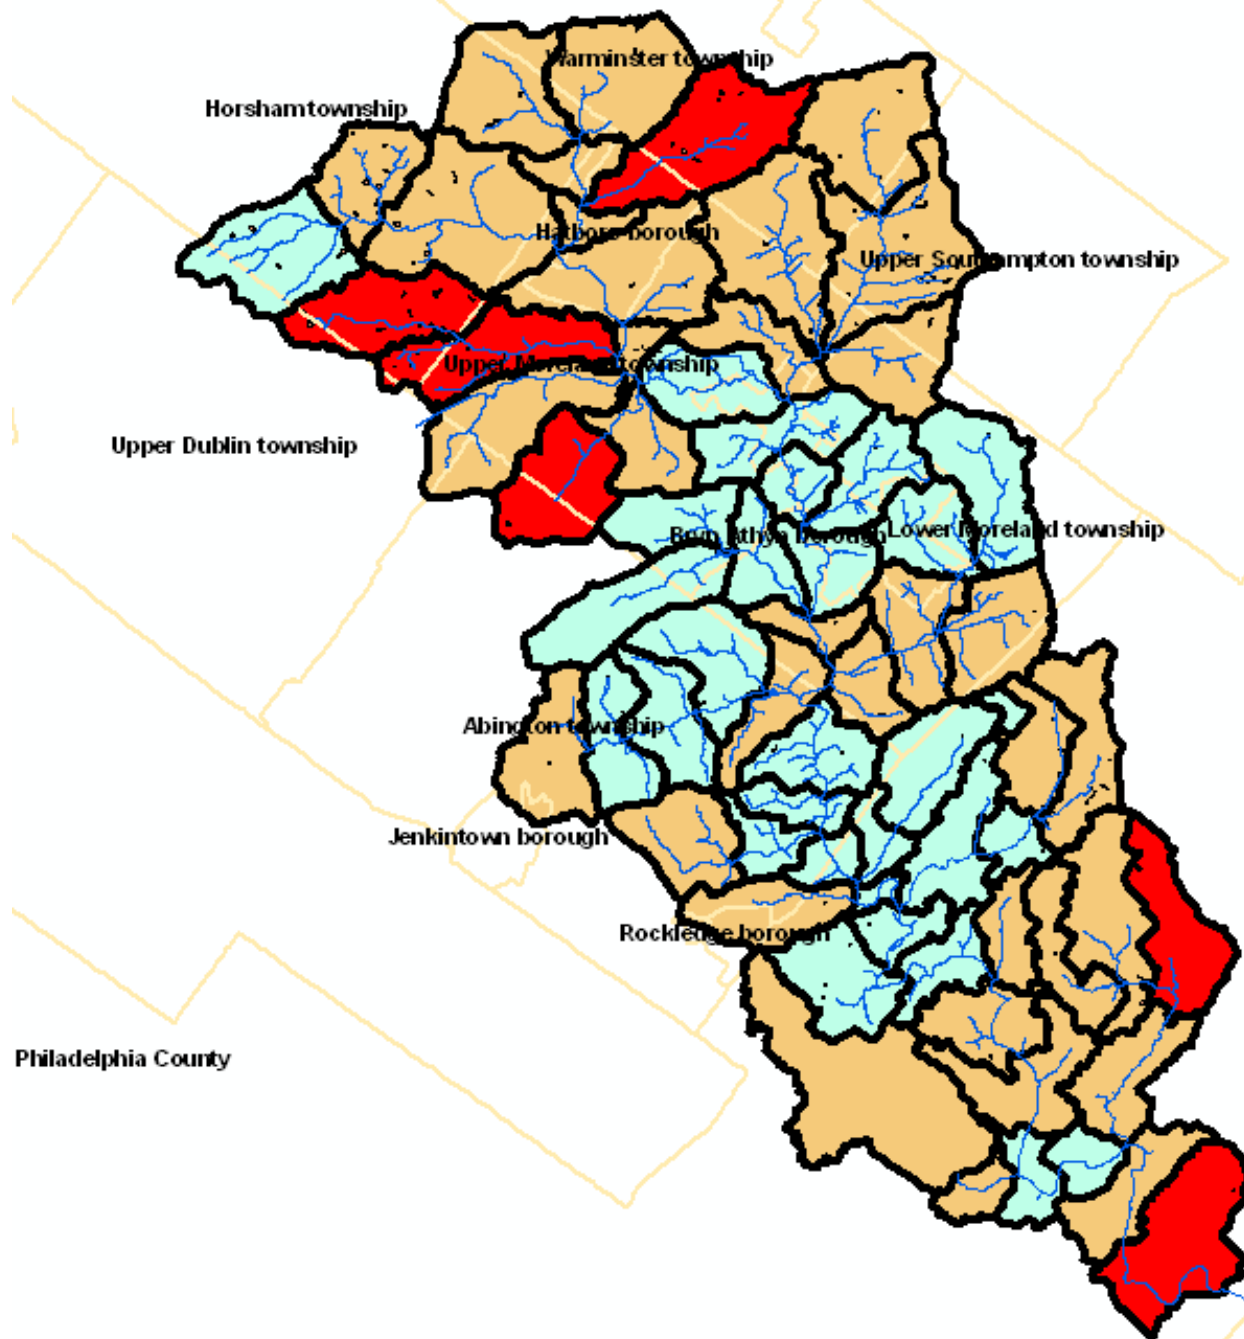 Warminster township
Horshamtownship
Hatboro borough
Upper Southampton township
Upper Moreland township
Upper Dublin township
Bryn Athyn borough
Lower Moreland township
Abington township
Jenkintown borough
Rockledge borough
Philadelphia County